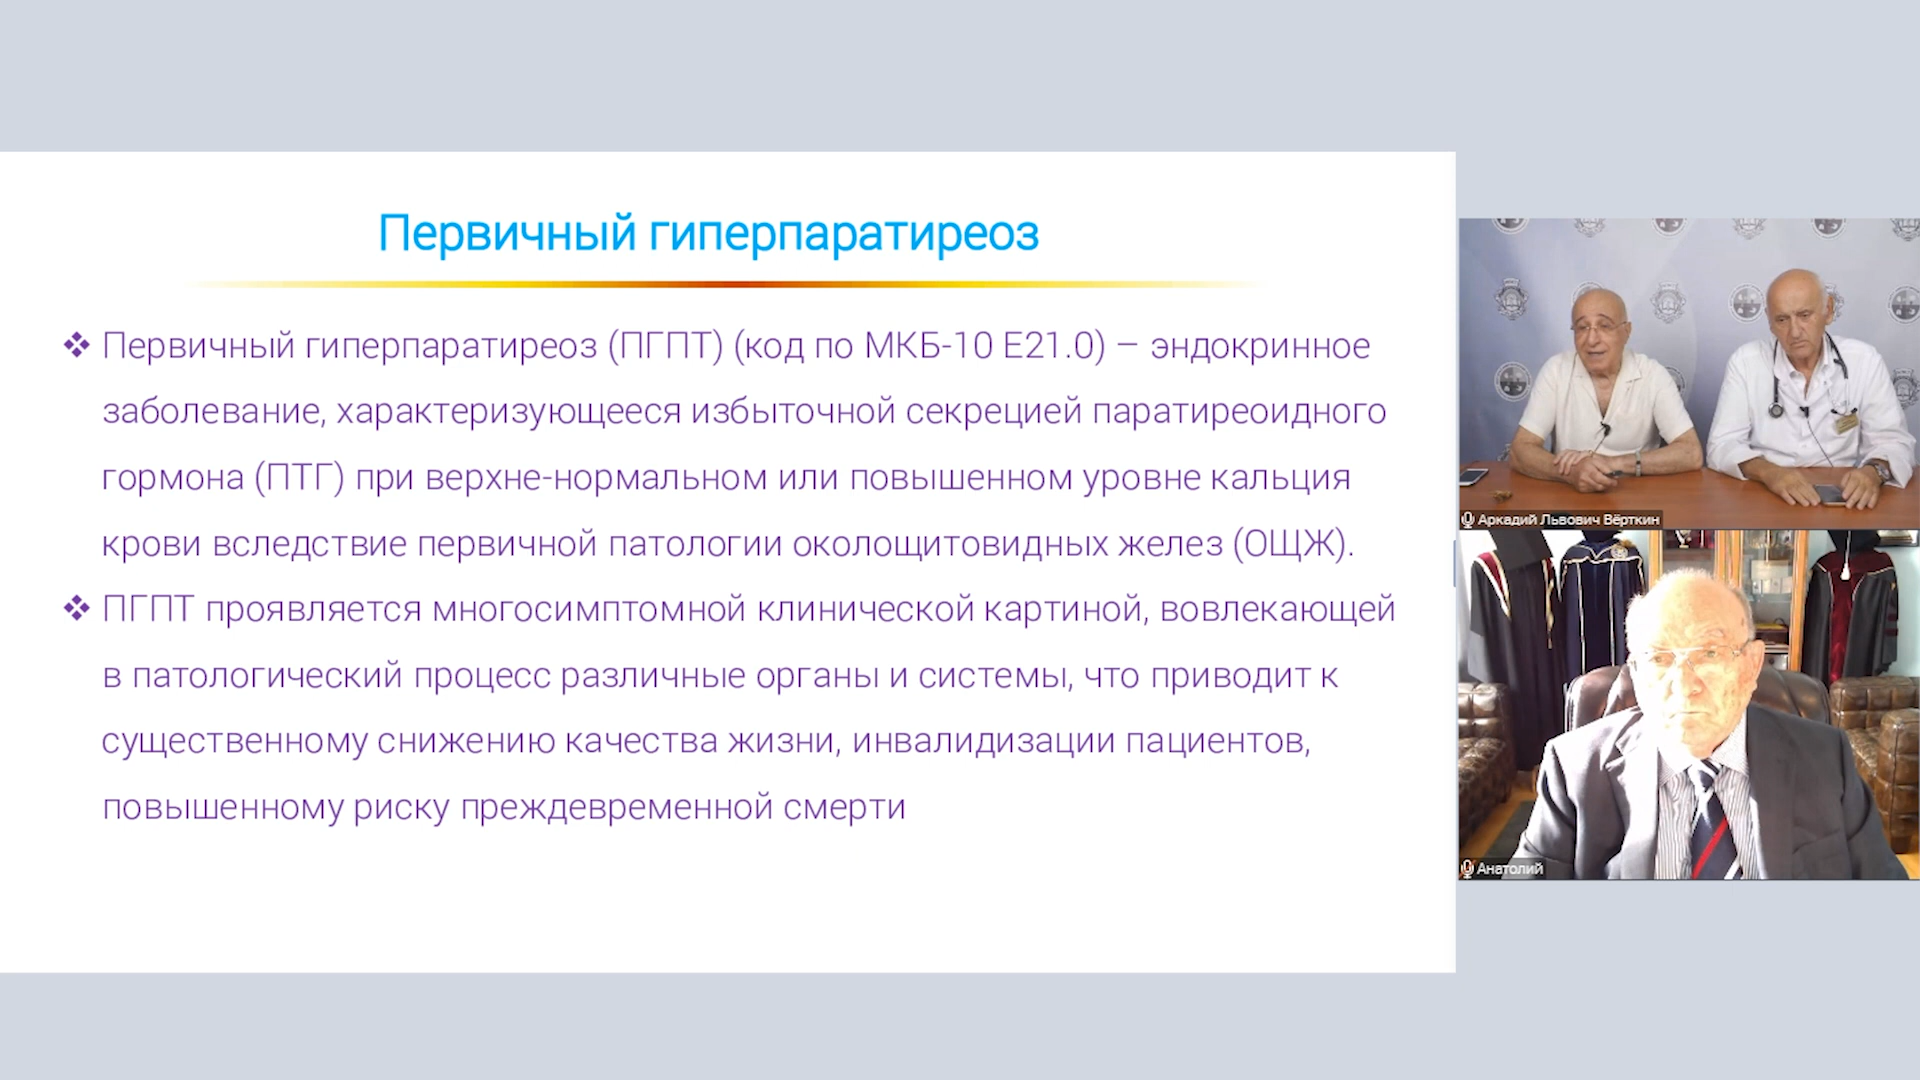 Первичный гиперпаратиреоз
❖ Первичный гиперпаратиреоз (ПГПТ) (код по МКБ-10 E21.0) – эндокринное
заболевание, характеризующееся избыточной секрецией паратиреоидного
гормона (ПТГ) при верхне-нормальном или повышенном уровне кальция
крови вследствие первичной патологии околощитовидных желез (ОЩЖ).
❖ ПГПТ проявляется многосимптомной клинической картиной, вовлекающей
в патологический процесс различные органы и системы, что приводит к
существенному снижению качества жизни, инвалидизации пациентов,
повышенному риску преждевременной смерти
Аркадий Львович Вёрткин
Анатолий